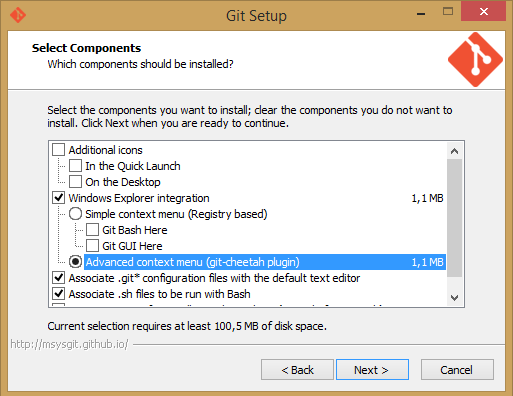 Git Setup
Select Components
Which components should be installed?
Select the components you want to install; clear the components you do not want to
install. Click Next when you are ready to continue.
Additional icons
In the Quick Launch
On the Desktop
Windows Explorer integration 1,1 MB
Simple context menu (Registry based)
Git Bash Here
Git GUI Here
Advanced context menu (git-cheetah plugin) 1,1 MB
Associate .git* configuration files with the default text editor
Associate .sh files to be run with Bash
Current selection requires at least 100,5 MB of disk space.
http://msysgit.github.io/
< Back
Next >
Cancel